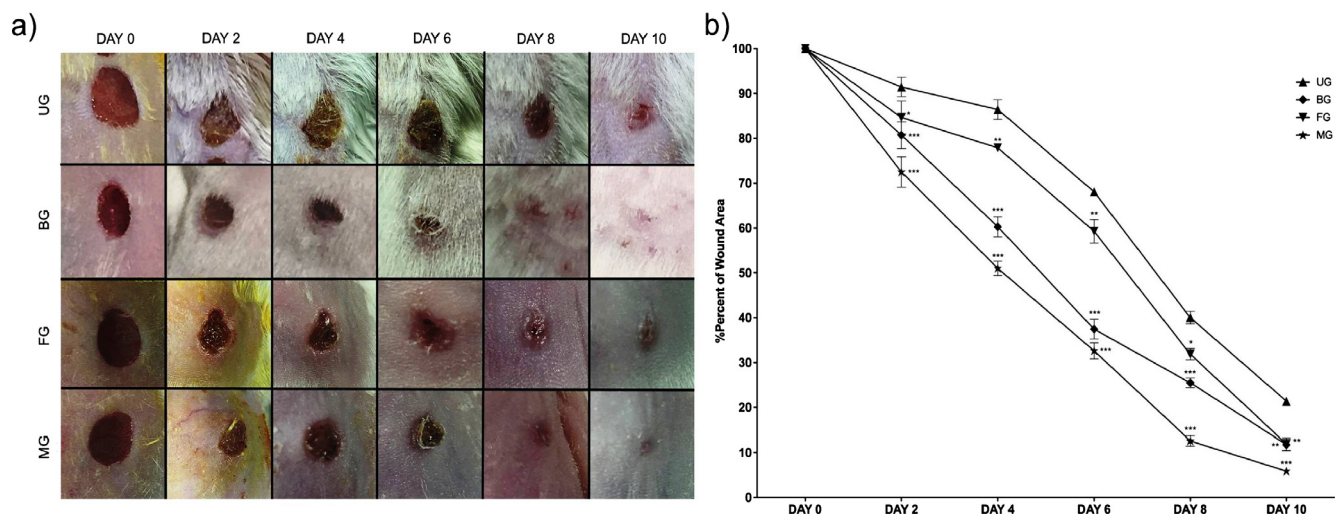 a)
DAY 0 DAY 2 DAY 4 DAY 6 DAY 8 DAY 10
UG
BG
FG
MG
b)
%Percent of Wound Area
100
90
80
70
60
50
40
30
20
10
0
DAY 0 DAY 2 DAY 4 DAY 6 DAY 8 DAY 10
UG
BG
FG
MG
*
***
***
**
***
***
**
***
***
*
***
***
** **
***